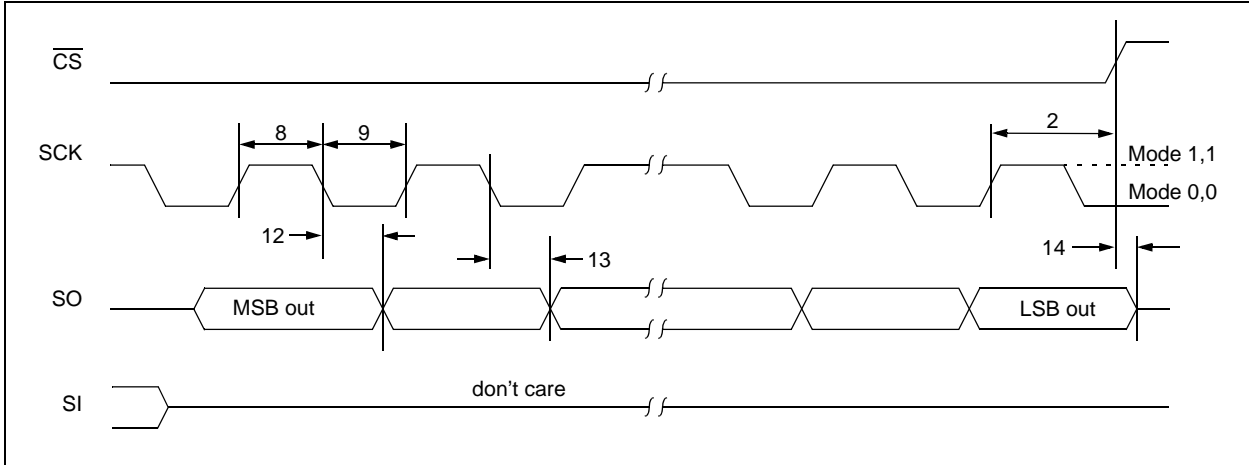 CS
2
8
9
SCK
Mode 1,1
Mode 0,0
12
13
14
SO
MSB out
LSB out
don't care
SI